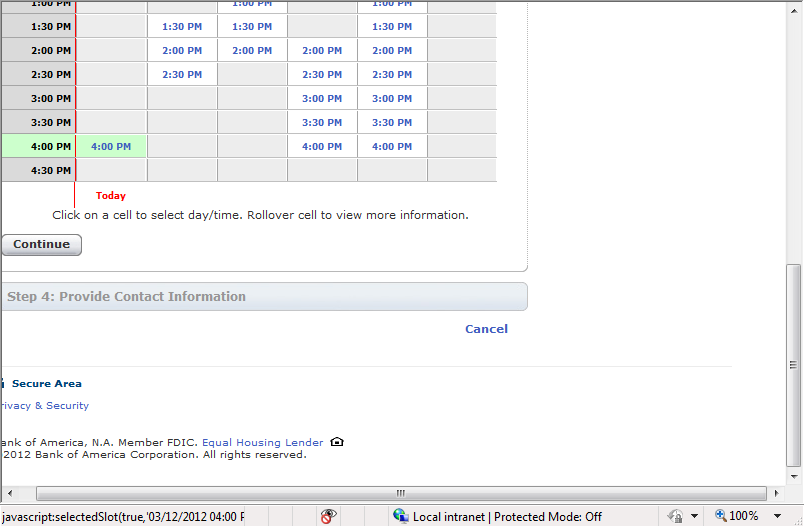 1:00 PM 1:00 PM 1:00 PM
1:30 PM 1:30 PM 1:30 PM 1:30 PM
2:00 PM 2:00 PM 2:00 PM 2:00 PM 2:00 PM
2:30 PM 2:30 PM 2:30 PM 2:30 PM
3:00 PM 3:00 PM 3:00 PM
3:30 PM 3:30 PM 3:30 PM
4:00 PM 4:00 PM 4:00 PM 4:00 PM
4:30 PM
Today
Click on a cell to select day/time. Rollover cell to view more information.
Continue
Step 4: Provide Contact Information
Cancel
Secure Area
rivacy & Security
ank of America, N.A. Member FDIC. Equal Housing Lender
2012 Bank of America Corporation. All rights reserved.
javascript:selectedSlot(true,'03/12/2012 04:00 P
Local intranet | Protected Mode: Off
100%